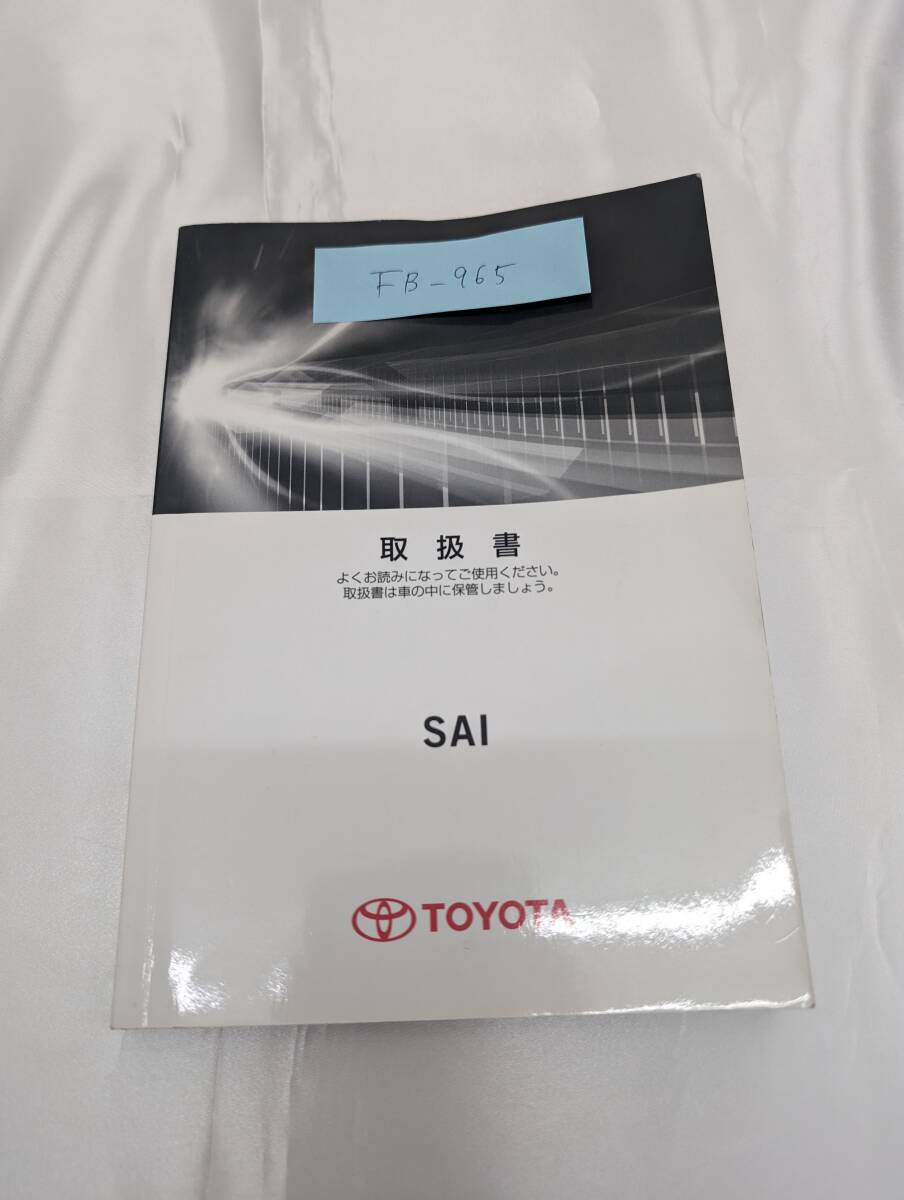 FB-965
取扱書
よくお読みになってご使用ください。
取扱書は車の中に保管しましょう。
SAI
TOYOTA